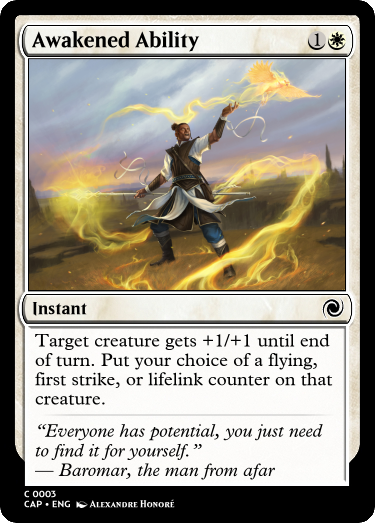 Awakened Ability 1
Instant
Target creature gets +1/+1 until end
of turn. Put your choice of a flying,
first strike, or lifelink counter on that
creature.
“Everyone has potential, you just need
to find it for yourself.”
— Baromar, the man from afar
C 0003
CAP • ENG Alexandre Honoré